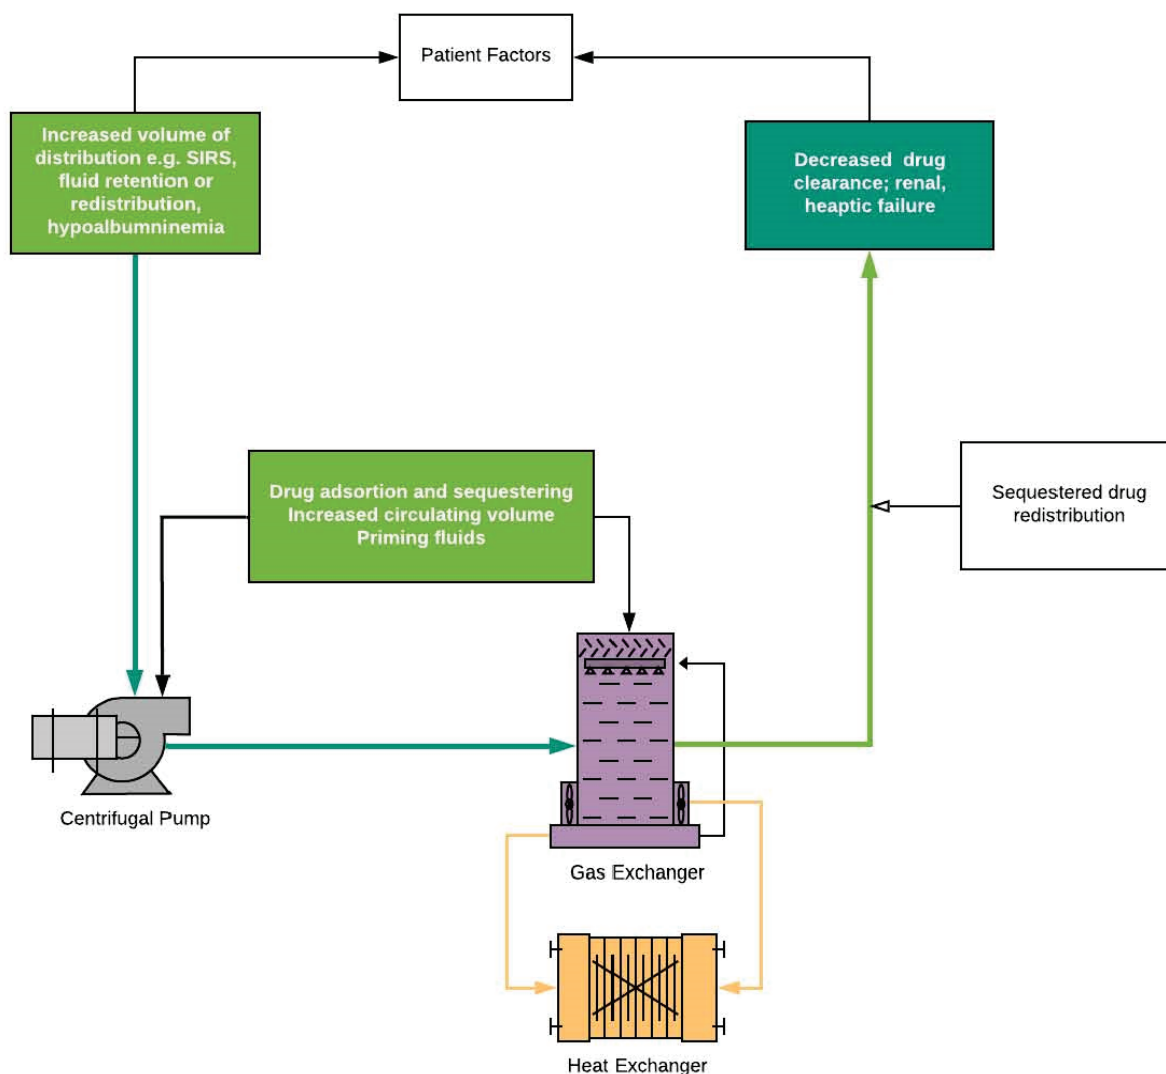 Patient Factors
Increased volume of
distribution e.g. SIRS,
fluid retention or
redistribution,
hypoalbumninemia
Decreased drug
clearance; renal,
heaptic failure
Drug adsortion and sequestering
Increased circulating volume
Priming fluids
Sequestered drug
redistribution
Centrifugal Pump
Gas Exchanger
Heat Exchanger